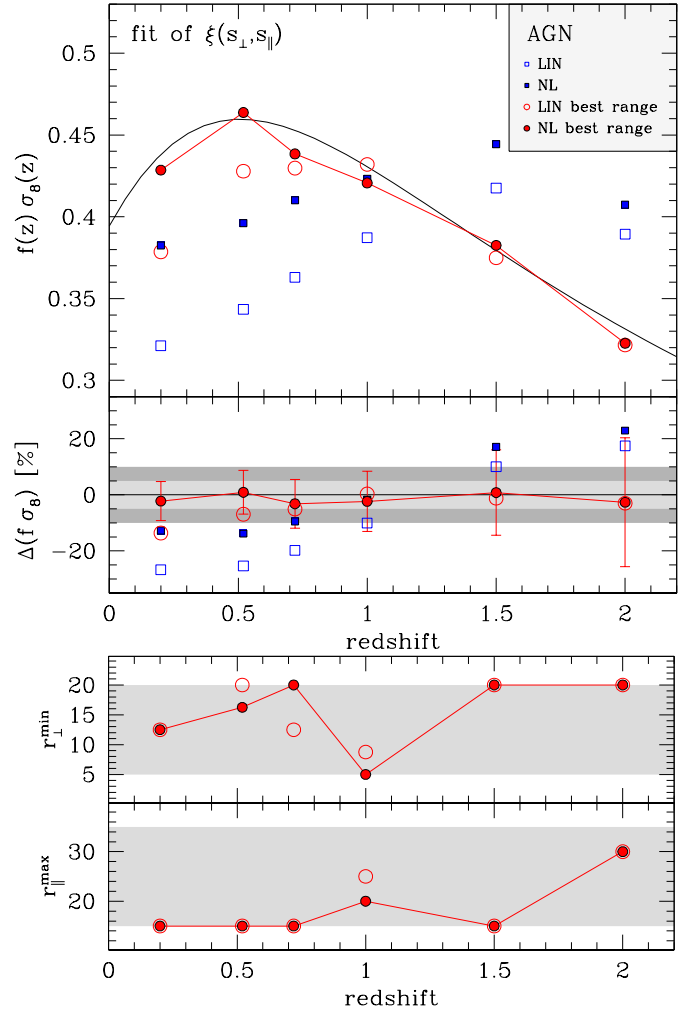 fit of ξ(s⊥,s∥)
AGN
LIN
NL
LIN best range
NL best range
0.5
0.45
0.4
0.35
0.3
f(z) σ8(z)
20
0
−20
Δ(f σ8) [%]
0 0.5 1 1.5 2
redshift
20
15
10
5
r⊥min
30
20
r∥max
0 0.5 1 1.5 2
redshift